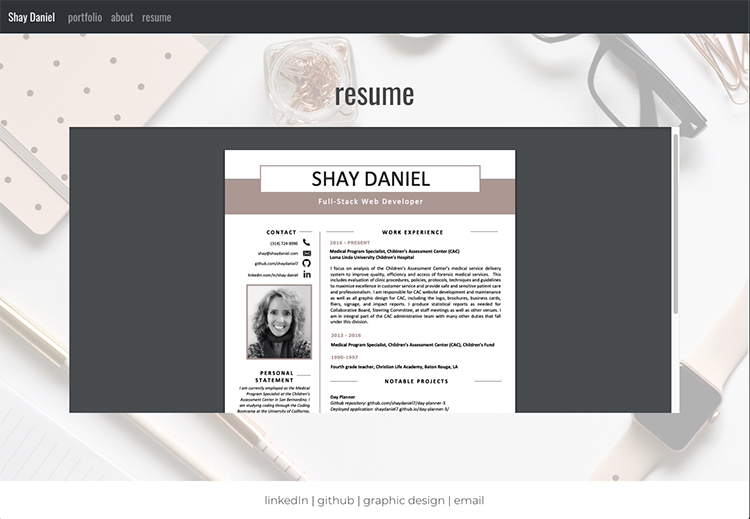 Shay Daniel portfolio about resume
resume
SHAY DANIEL
Full-Stack Web Developer
CONTACT
(314) 724-8996
shay@shaydaniel.com
github.com/shaydaniel7
linkedin.com/in/shay-daniel
PERSONAL
STATEMENT
I am currently employed as the Medical
Program Specialist at the Children's
Assessment Center in San Bernardino. I
am studying coding through the Coding
Bootcamp at the University of California,
WORK EXPERIENCE
2016 - PRESENT
Medical Program Specialist, Children's Assessment Center (CAC)
Loma Linda University Children's Hospital
I focus on analysis of the Children's Assessment Center's medical service delivery
system to improve quality, efficiency and access of forensic medical services. This
includes evaluation of clinic procedures, policies, protocols, techniques and guidelines
to maximize excellence in customer service and provide safe and sensitive patient care
and professionalism. I am responsible for CAC website development and maintenance
as well as all graphic design for CAC, including the logo, brochures, business cards,
fliers, signage, and impact reports. I produce statistical reports as needed for
Collaborative Board, Steering Committee, at staff meetings as well as other venues. I
am in integral part of the CAC administrative team with many other duties that fall
under this division.
2013 - 2016
Medical Program Specialist, Children's Assessment Center (CAC), Children's Fund
1990-1997
Fourth grade teacher, Christian Life Academy, Baton Rouge, LA
NOTABLE PROJECTS
Day Planner
Github repository: github.com/shaydaniel7/day-planner-3
Deployed application: shaydaniel7.github.io/day-planner-3/
linkedIn | github | graphic design | email